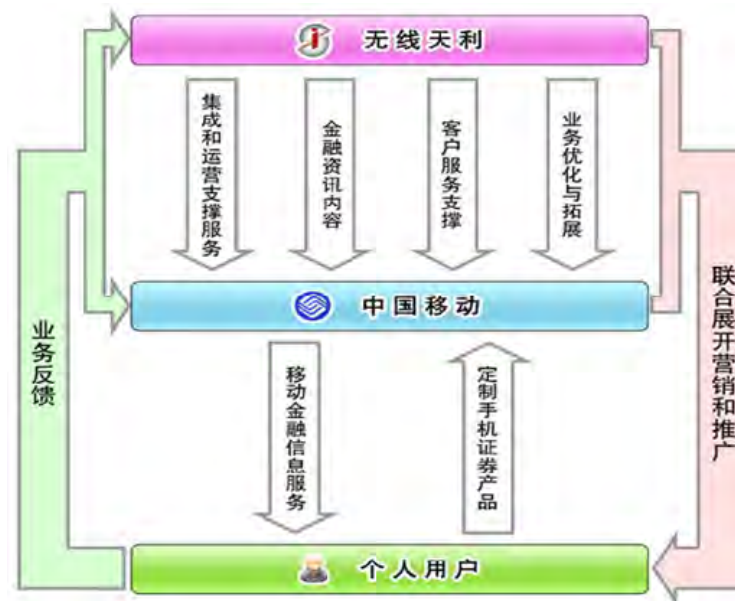 无线天利
集成和运营支撑服务
金融资讯内容
客户服务支撑
业务优化与拓展
中国移动
业务反馈
联合展开营销和推广
移动金融信息服务
定制手机证券产品
个人用户